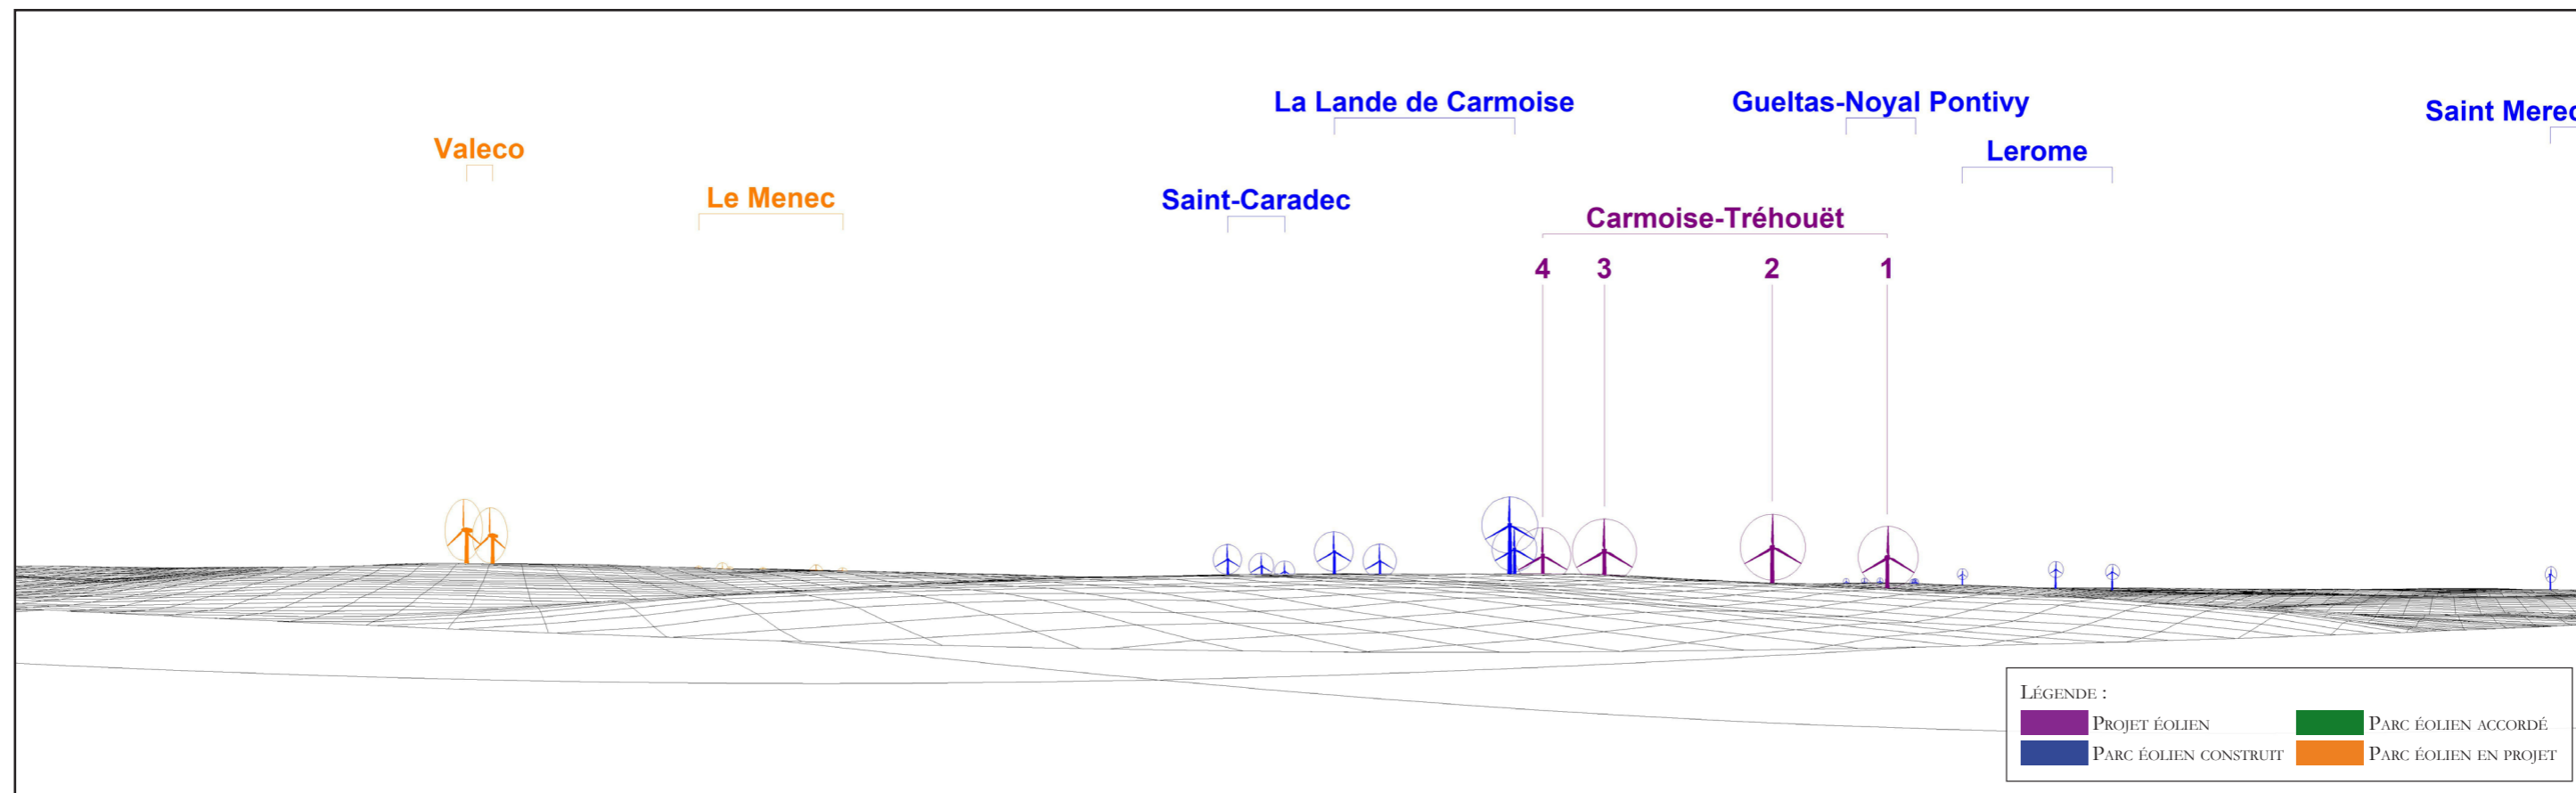 La Lande de Carmoise
Gueltas-Noyal Pontivy
Valeco
Lerome
Le Menec
Saint-Caradec
Carmoise-Tréhouët
4 3 2 1
LÉGENDE :
PROJET ÉOLIEN
PARC ÉOLIEN ACCORDÉ
PARC ÉOLIEN CONSTRUIT
PARC ÉOLIEN EN PROJET
Saint